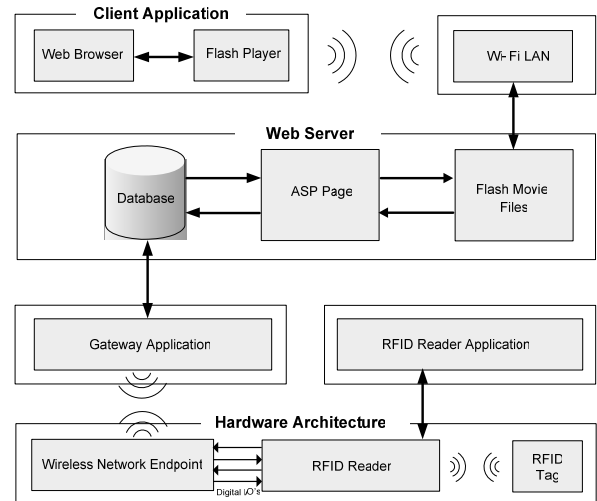 Client Application
Web Browser
Flash Player
Wi-Fi LAN
Web Server
Database
ASP Page
Flash Movie
Files
Gateway Application
RFID Reader Application
Hardware Architecture
Wireless Network Endpoint
Digital I/O's
RFID Reader
RFID
Tag